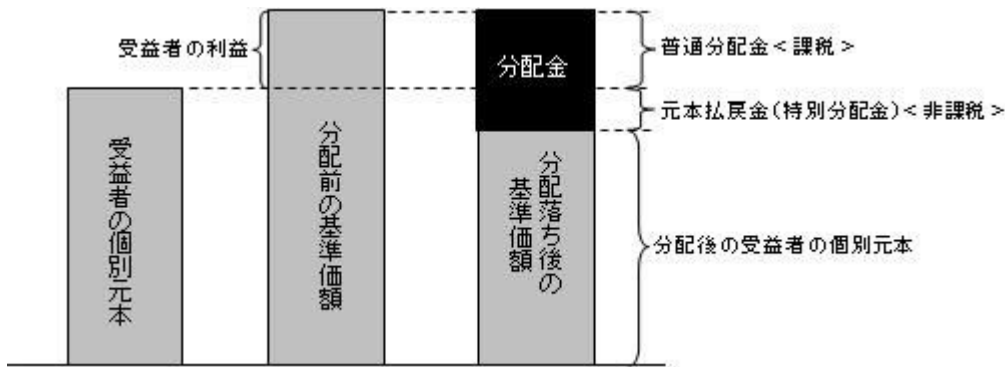 受益者の利益
分配金
普通分配金<課税>
元本払戻金(特別分配金)<非課税>
受益者の個別元本
分配前の基準価額
分配落ち後の
基準価額
分配後の受益者の個別元本